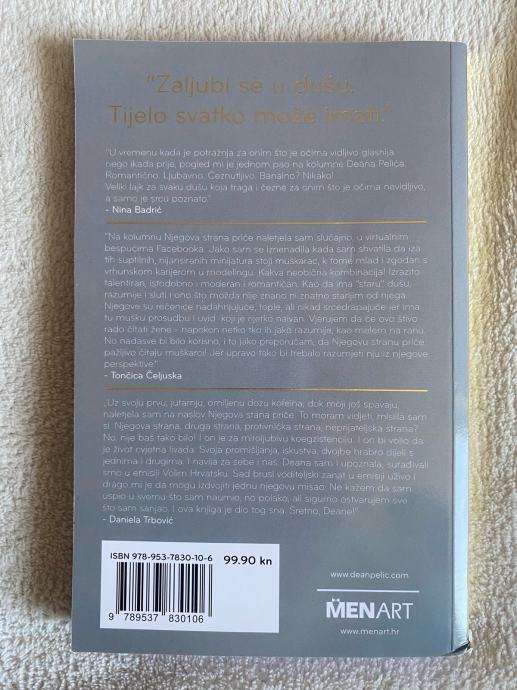 "Zaljubi se u dušu.
Tijelo svatko može imati."
"U vremenu kada je potražnja za onim što je očima vidljivo glasnija
nego ikada prije, pogled mi je jednom pao na kolumne Deana Pelića.
Romantično. Ljubavno. Čeznutljivo. Banalno? Nikako!
Veliki lajk za svaku dušu koja traga i čezne za onim što je očima nevidljivo,
a samo je srcu poznato."
- Nina Badrić
"Na kolumnu Njegova strana priče naletjela sam slučajno, u virtualnim
bespućima Facebooka. Jako sam se iznenadila kada sam shvatila da iza
tih suptilnih, nijansiranih minijatura stoji muškarac, k tome mlad i zgodan s
vrhunskom karijerom u modelingu. Kakva neobična kombinacija! Izrazito
talentiran, istodobno i moderan i romantičan. Kao da ima "staru" dušu,
razumije i sluti i ono što možda nije znano ni znatno starijim od njega.
Njegove su rečenice nadahnjujuće, tople, ali nikad srcedrapajuće jer ima
tu mušku prosudbu i uvid koji je rijetko naivan. Vjerujem da će ovo štivo
rado čitati žene - napokon netko tko ih jako razumije, kao melem na ranu.
No nadasve bi bilo korisno, i to jako preporučam, da Njegovu stranu priče
pažljivo čitaju muškarci! Jer upravo tako bi trebalo razumjeti nju iz njegove
perspektive."
- Tončica Čeljuska
„Uz svoju prvu, jutarnju, omiljenu dozu kofeina, dok moji još spavaju,
naletjela sam na naslov Njegova stana priče. To moram vidjeti, mislila sam
si. Njegova strana, druga strana, protivnička strana, neprijateljska strana?
No, nije baš tako bilo! I on je za miroljubivu koegzistenciju. I on bi volio da
je život cvjetna livada. Svoja promišljanja, iskustva, dvojbe hrabro dijeli s
jednima i drugima. I navija za sebe i nas. Deana sam i upoznala, surađivali
smo u emisiji Volim Hrvatsku. Sad brusi voditeljski zanat u emisiji uživo i
drago mi je da mogu izdvojiti jednu njegovu misao: Ne kažem da sam
uspio u svemu što sam naumio, no polako, ali sigurno ostvarujem sve
što sam sanjao. I ova knjiga je dio tog sna. Sretno, Deane!"
- Daniela Trbović
ISBN 978-953-7830-10-6
99.90 kn
9 789537 830106
www.deanpelic.com
MENART
www.menart.hr